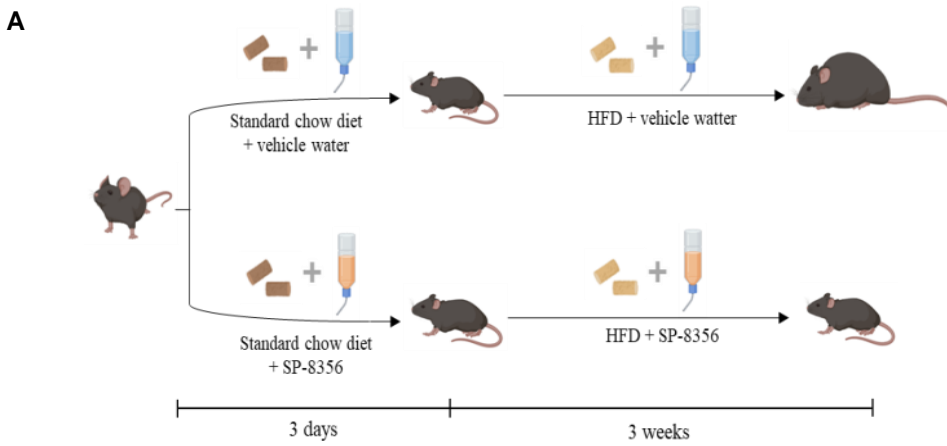 A
Standard chow diet
+ vehicle water
HFD + vehicle watter
Standard chow diet
+ SP-8356
HFD + SP-8356
3 days
3 weeks